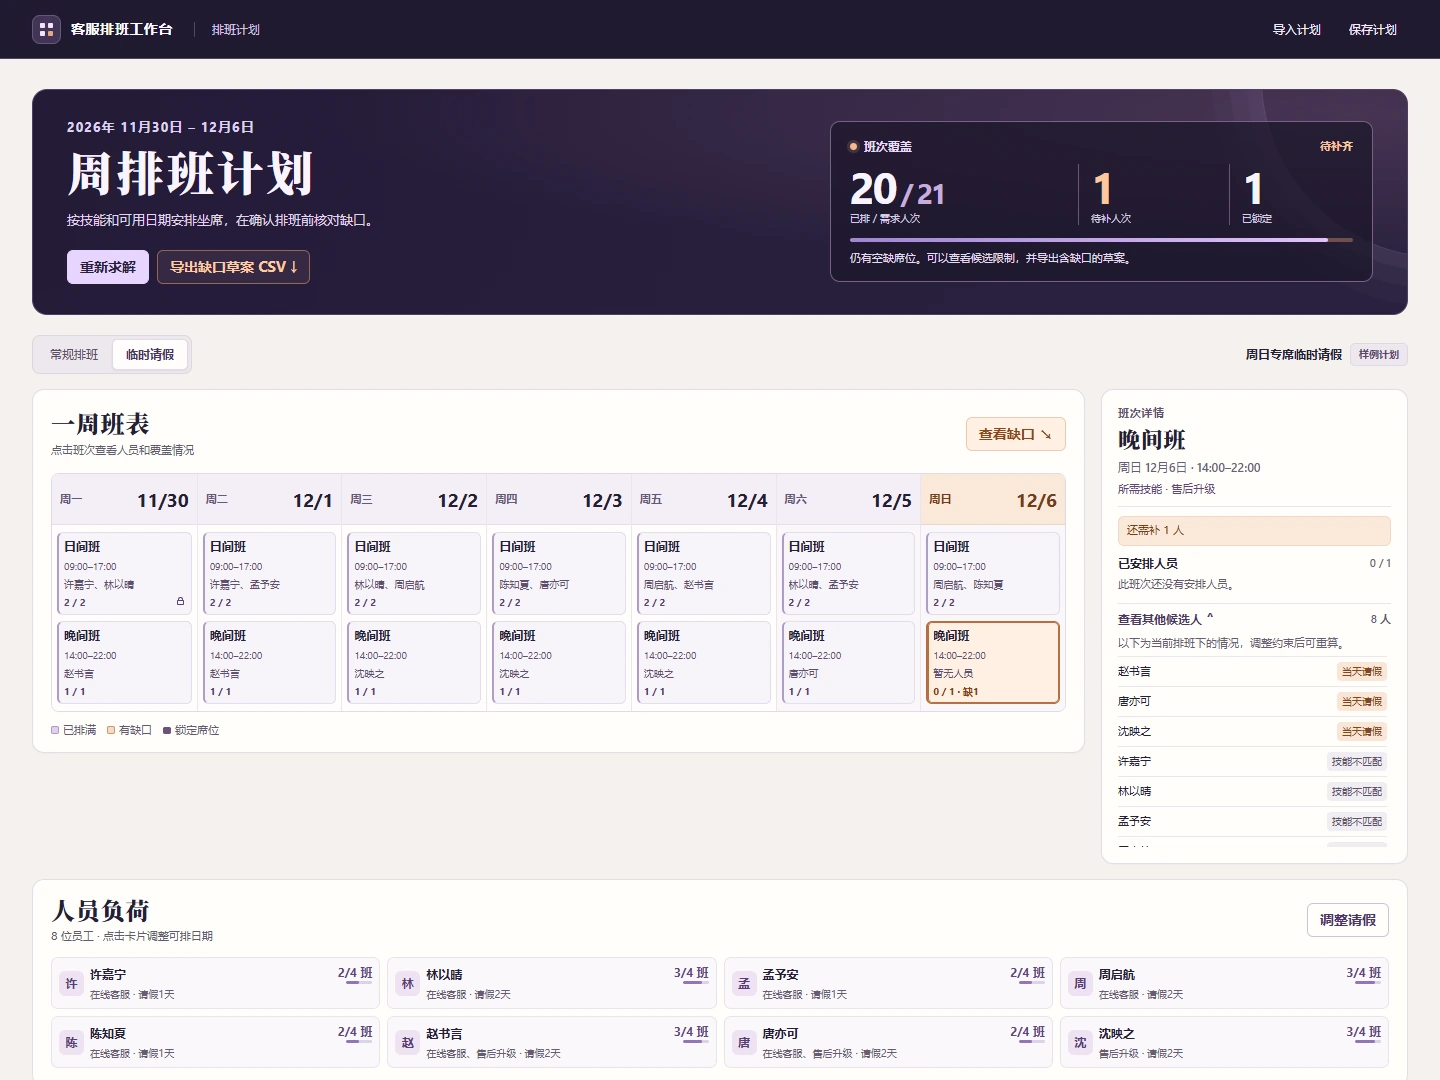 客服排班工作台
排班计划
导入计划
保存计划
2026年 11月30日 – 12月6日
周排班计划
按技能和可用日期安排坐席，在确认排班前核对缺口。
重新求解
导出缺口草案 CSV ↓
班次覆盖
待补齐
20 / 21
已排 / 需求人次
1
待补人次
1
已锁定
仍有空缺席位。可以查看候选限制，并导出含缺口的草案。
常规排班
临时请假
周日专席临时请假
样例计划
一周班表
点击班次查看人员和覆盖情况
查看缺口 ↘
周一 11/30
周二 12/1
周三 12/2
周四 12/3
周五 12/4
周六 12/5
周日 12/6
日间班
09:00–17:00
许嘉宁、林以晴
2 / 2
日间班
09:00–17:00
许嘉宁、孟予安
2 / 2
日间班
09:00–17:00
林以晴、周启航
2 / 2
日间班
09:00–17:00
陈知夏、唐亦可
2 / 2
日间班
09:00–17:00
周启航、赵书言
2 / 2
日间班
09:00–17:00
林以晴、孟予安
2 / 2
日间班
09:00–17:00
周启航、陈知夏
2 / 2
晚间班
14:00–22:00
赵书言
1 / 1
晚间班
14:00–22:00
赵书言
1 / 1
晚间班
14:00–22:00
沈映之
1 / 1
晚间班
14:00–22:00
沈映之
1 / 1
晚间班
14:00–22:00
沈映之
1 / 1
晚间班
14:00–22:00
唐亦可
1 / 1
晚间班
14:00–22:00
暂无人员
0 / 1 · 缺1
已排满
有缺口
锁定席位
班次详情
晚间班
周日 12月6日 · 14:00–22:00
所需技能 · 售后升级
还需补 1 人
已安排人员
0 / 1
此班次还没有安排人员。
查看其他候选人 ^
8 人
以下为当前排班下的情况，调整约束后可重算。
赵书言 当天请假
唐亦可 当天请假
沈映之 当天请假
许嘉宁 技能不匹配
林以晴 技能不匹配
孟予安 技能不匹配
人员负荷
8 位员工 · 点击卡片调整可排日期
调整请假
许
许嘉宁
2/4 班
在线客服 · 请假1天
林
林以晴
3/4 班
在线客服 · 请假2天
孟
孟予安
2/4 班
在线客服 · 请假1天
周
周启航
3/4 班
在线客服 · 请假2天
陈
陈知夏
2/4 班
在线客服 · 请假1天
赵
赵书言
3/4 班
在线客服、售后升级 · 请假2天
唐
唐亦可
2/4 班
在线客服、售后升级 · 请假2天
沈
沈映之
3/4 班
售后升级 · 请假2天